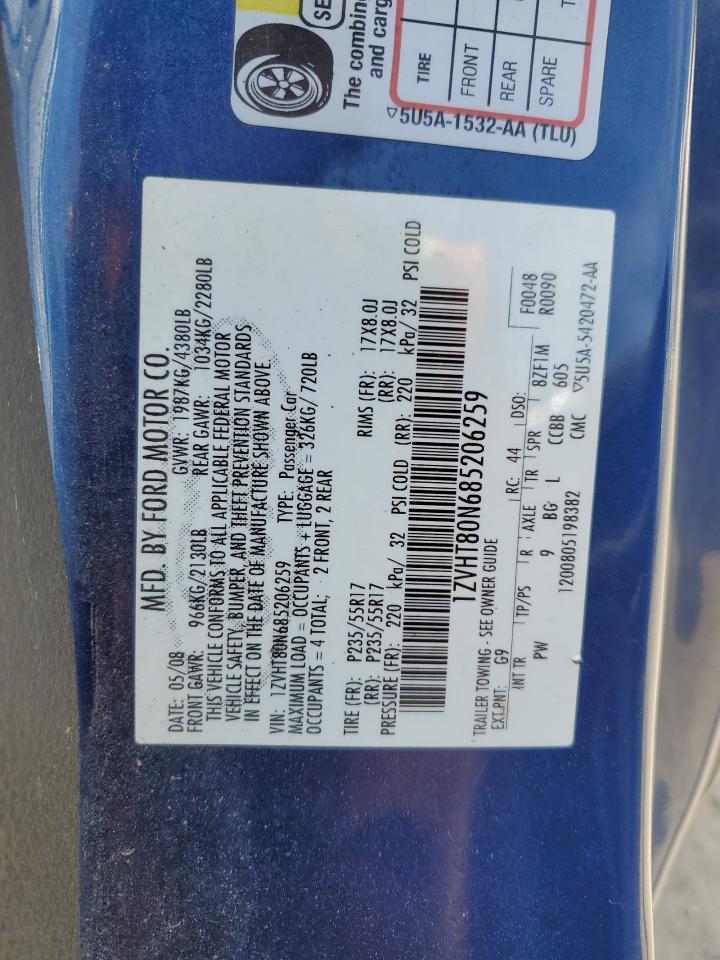 SE
The combin
and carg
TIRE
FRONT
REAR
SPARE
T
▽5U5A-1532-AA (TLU)
MFD. BY FORD MOTOR CO.
DATE: 05/08 GVWR: 1987KG/4380LB
FRONT GAWR: 966KG/2130LB REAR GAWR: 1034KG/2280LB
THIS VEHICLE CONFORMS TO ALL APPLICABLE FEDERAL MOTOR
VEHICLE SAFETY, BUMPER, AND THEFT PREVENTION STANDARDS
IN EFFECT ON THE DATE OF MANUFACTURE SHOWN ABOVE.
VIN: 1ZVHT80N685206259 TYPE: Passenger Car
MAXIMUM LOAD = OCCUPANTS + LUGGAGE = 326KG/ 720LB
OCCUPANTS = 4 TOTAL; 2 FRONT, 2 REAR
TIRE (FR): P235/55R17 RIMS (FR): 17X8.0J
(RR): P235/55R17 (RR): 17X8.0J
PRESSURE (FR): 220 kPa/ 32 PSI COLD (RR): 220 kPa/ 32 PSI COLD
1ZVHT80N685206259
TRAILER TOWING - SEE OWNER GUIDE
EXT PNT: G9 RC: 44 DSO: F0048
R0090
INT TR TP/PS R AXLE TR SPR 8ZF1M
PW 9 BG L CCBB 605
1200805198382 CMC ▽5U5A-5420472-AA